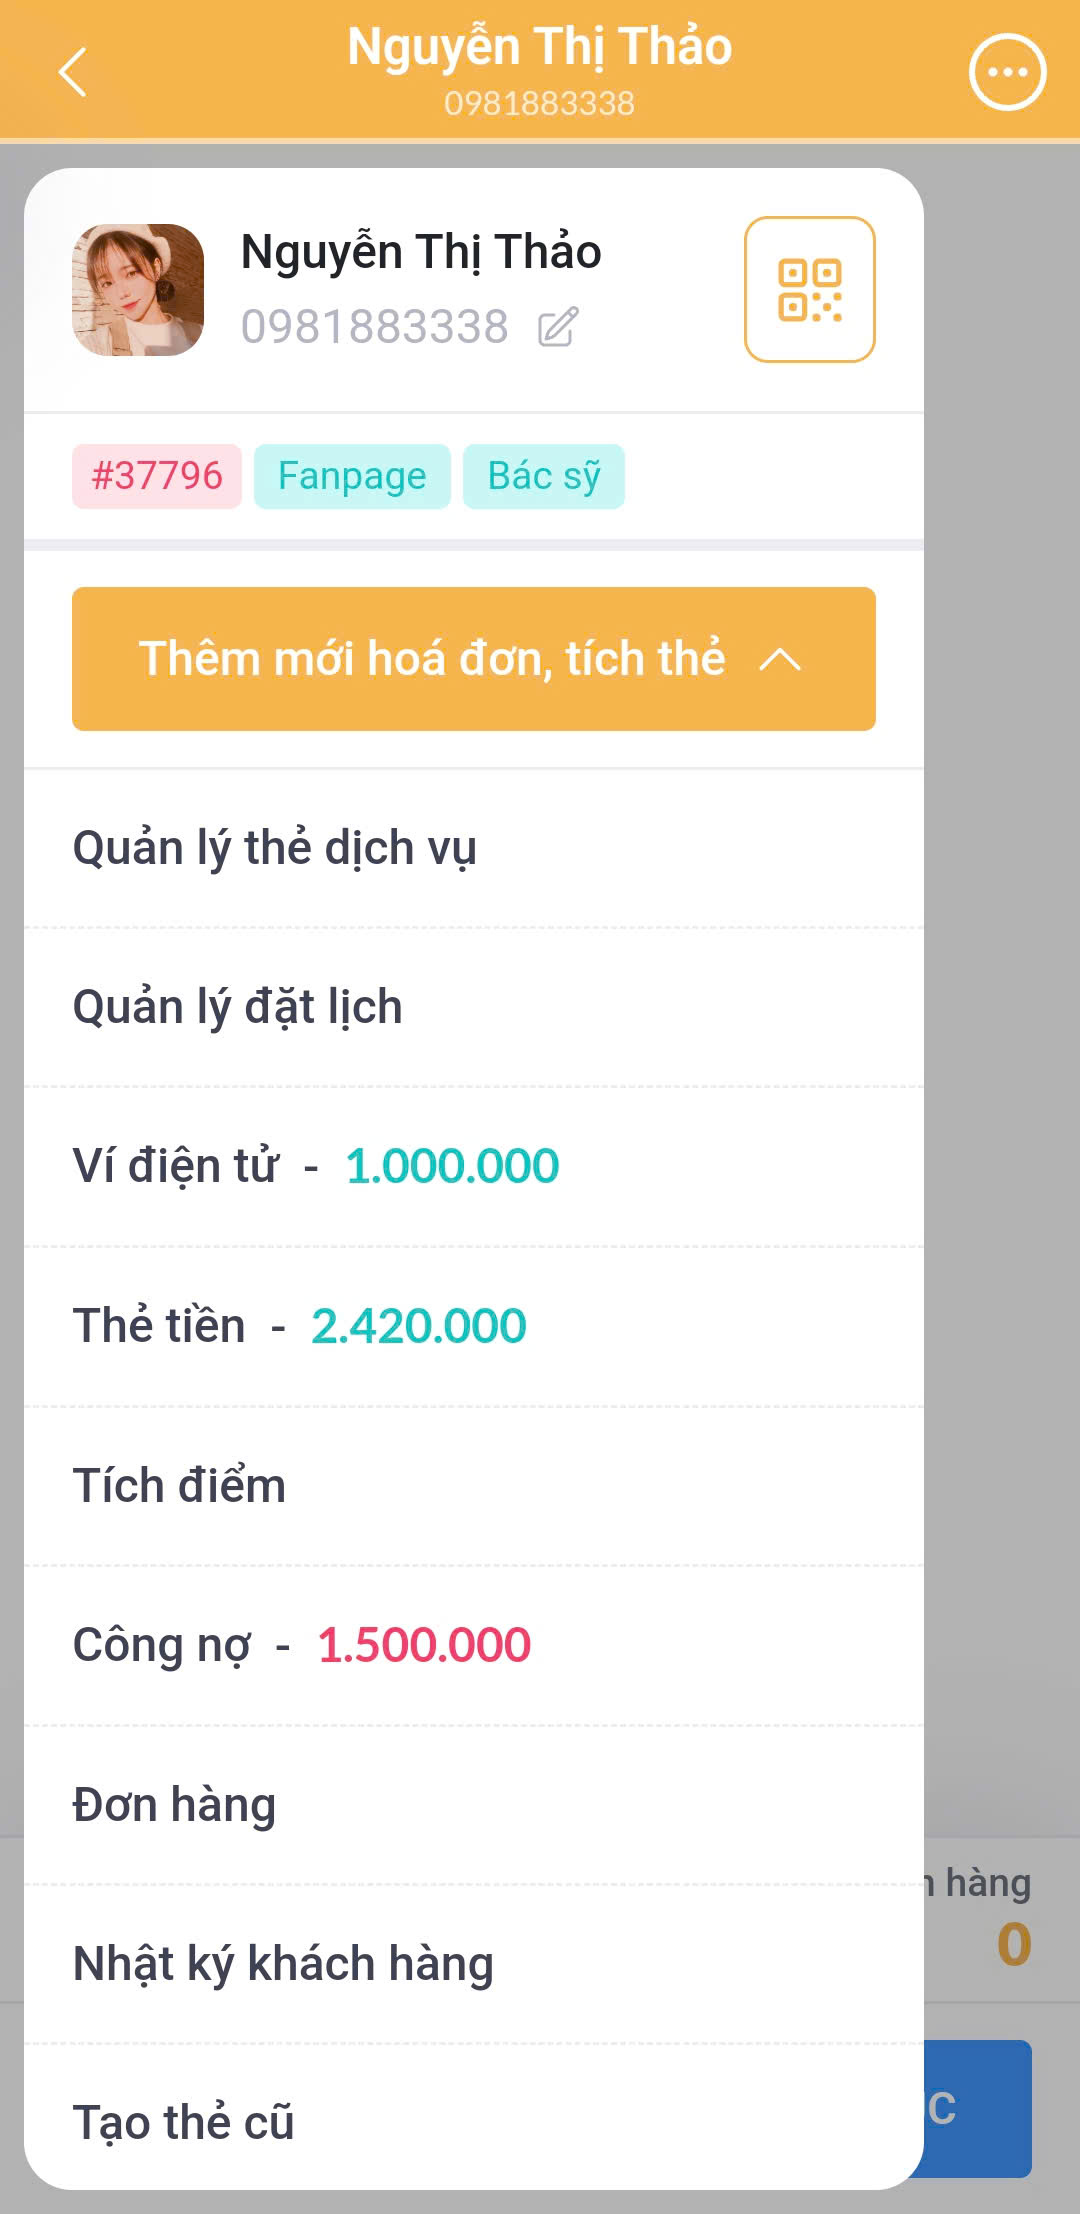 Nguyễn Thị Thảo
0981883338
Nguyễn Thị Thảo
0981883338
#37796 Fanpage Bác sỹ
Thêm mới hoá đơn, tích thẻ
Quản lý thẻ dịch vụ
Quản lý đặt lịch
Ví điện tử - 1.000.000
Thẻ tiền - 2.420.000
Tích điểm
Công nợ - 1.500.000
Đơn hàng
hàng
Nhật ký khách hàng
0
Tạo thẻ cũ